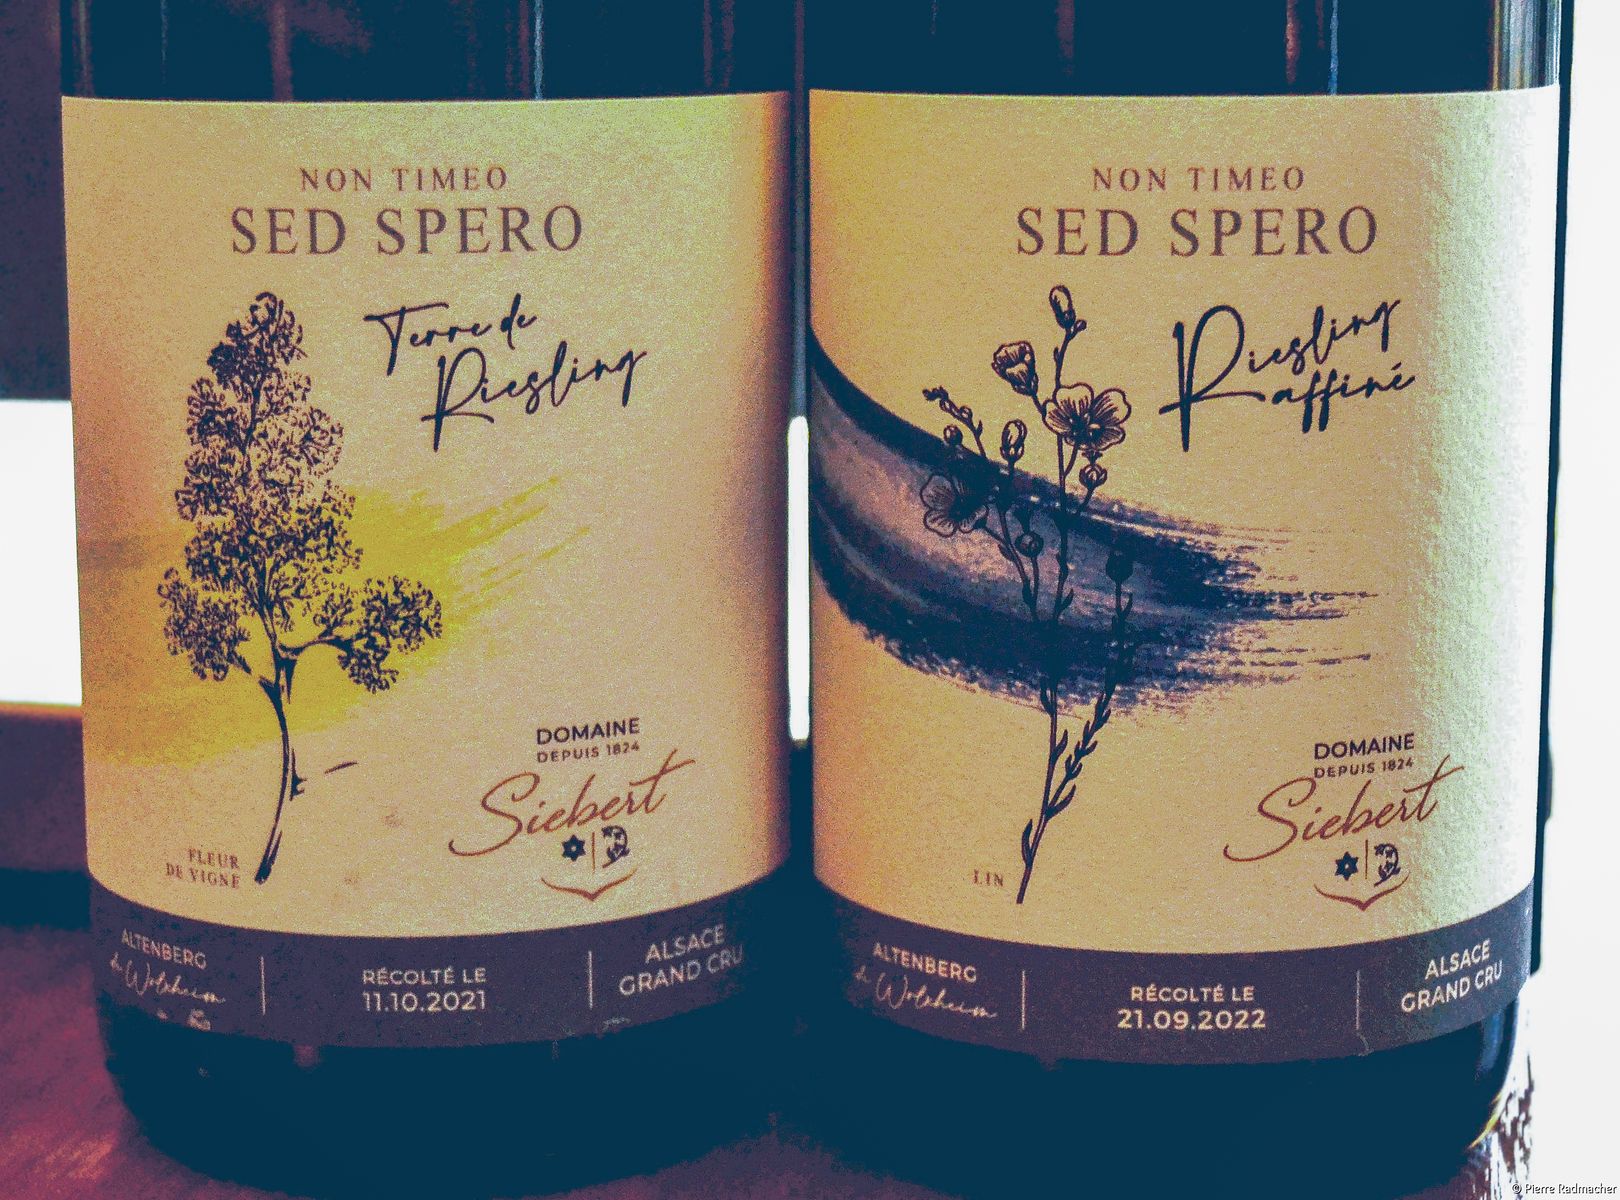 NON TIMEO
SED SPERO
Terre de
Riesling
DOMAINE
DEPUIS 1824
Siebert
FLEUR
DE VIGNE
ALTENBERG
de Wolxheim
RÉCOLTÉ LE
11.10.2021
ALSACE
GRAND CRU
NON TIMEO
SED SPERO
Riesling
Raffiné
DOMAINE
DEPUIS 1824
Siebert
LIN
ALTENBERG
de Wolxheim
RÉCOLTÉ LE
21.09.2022
ALSACE
GRAND CRU
© Pierre Radmacher